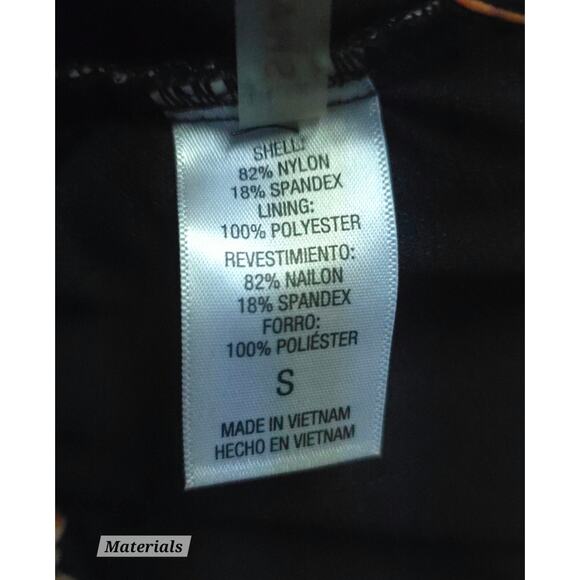 SHELL:
82% NYLON
18% SPANDEX
LINING:
100% POLYESTER
REVESTIMIENTO:
82% NAILON
18% SPANDEX
FORRO:
100% POLIÉSTER
S
MADE IN VIETNAM
HECHO EN VIETNAM
Materials